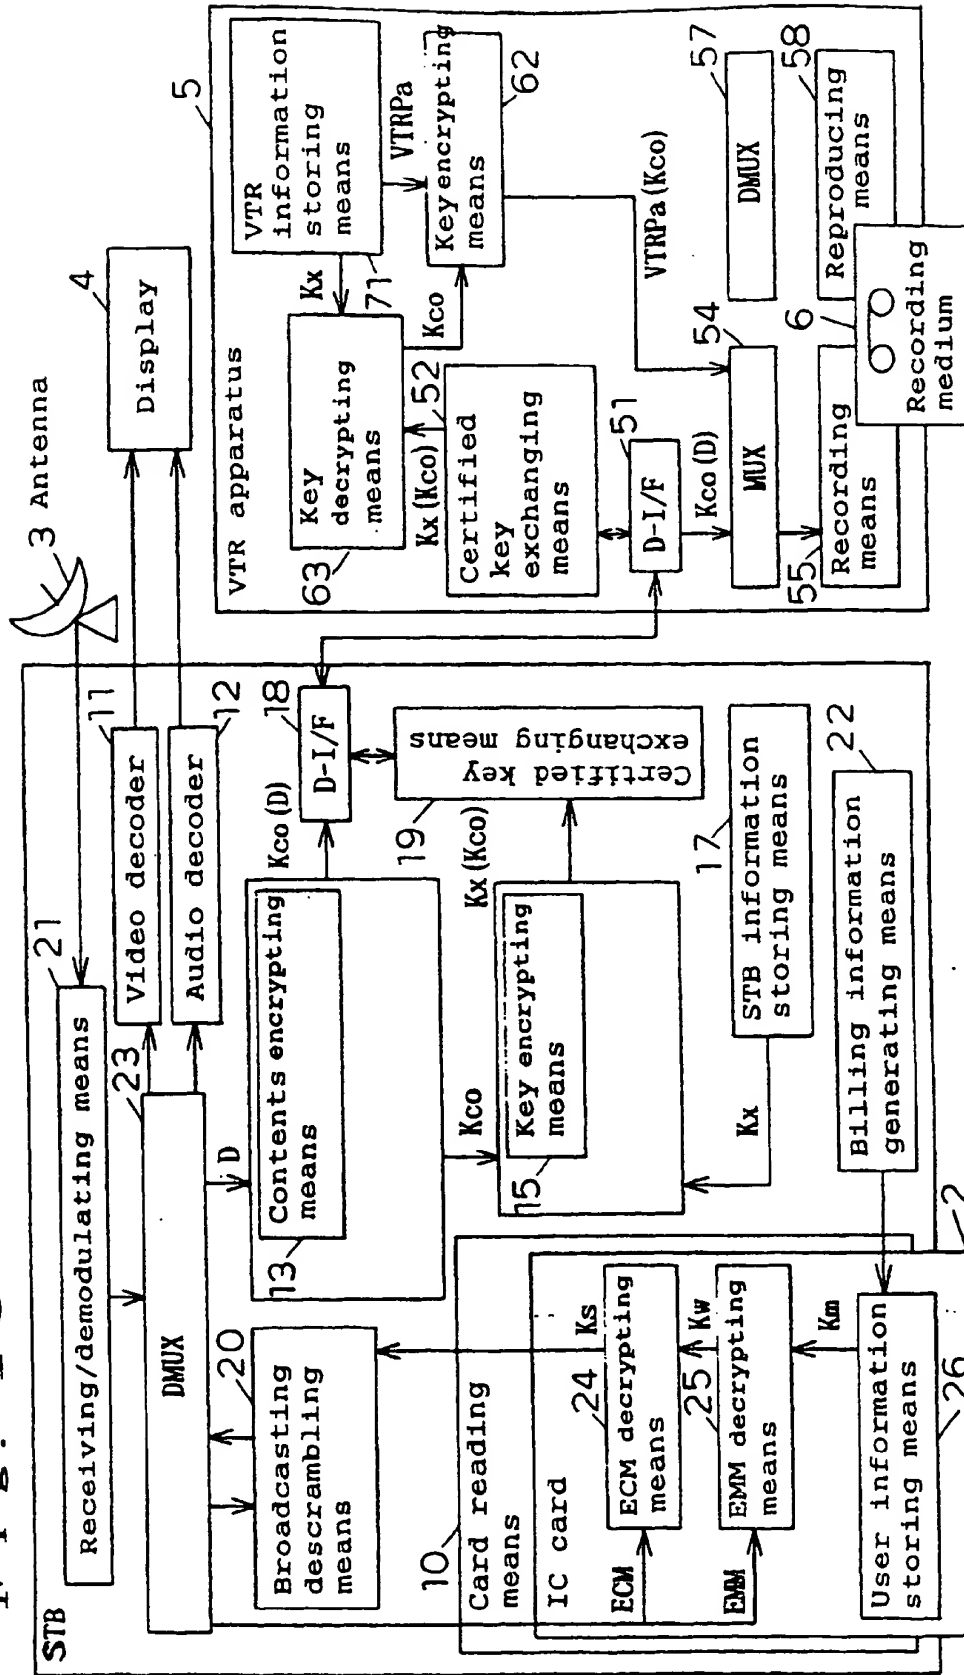 STB
3 Antenna
21
Receiving/demodulating means
4
Display
23
DMUX
11
Video decoder
12
Audio decoder
D
20
Broadcasting
descrambling
means
13
Contents encrypting
means
Kco(D)
18
D-I/F
Kco
15
Key encrypting
means
Kx(Kco)
19
Certified key
exchanging means
Kx
17
STB information
storing means
22
Billing information
generating means
10
Card reading
means
2
IC card
Ks
24
ECM decrypting
means
ECM
Kw
25
EMM decrypting
means
EMM
Km
User information
storing means
26
5
VTR apparatus
VTR
information
storing
means
71
Kx
VTRPa
62
Key encrypting
means
63
Key
decrypting
means
Kco
Kx(Kco)
52
Certified
key
exchanging
means
51
D-I/F
Kco(D)
VTRPa(Kco)
54
MUX
57
DMUX
55
Recording
means
58
Reproducing
means
6
Recording
medium